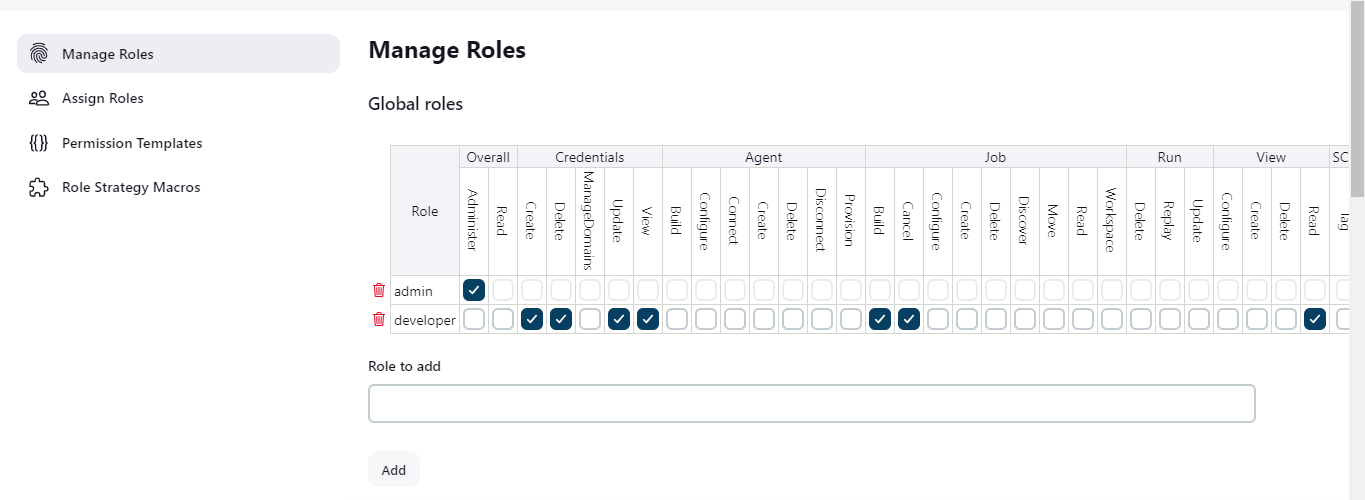 Manage Roles
Assign Roles
Permission Templates
Role Strategy Macros
Manage Roles
Global roles
Role Overall Credentials Agent Job Run View SC
Administer Read Create Delete ManageDomains Update View Build Configure Connect Create Delete Disconnect Provision Build Cancel Configure Create Delete Discover Move Read Workspace Delete Replay Update Configure Create Delete Read Tag
admin
developer
Role to add
Add